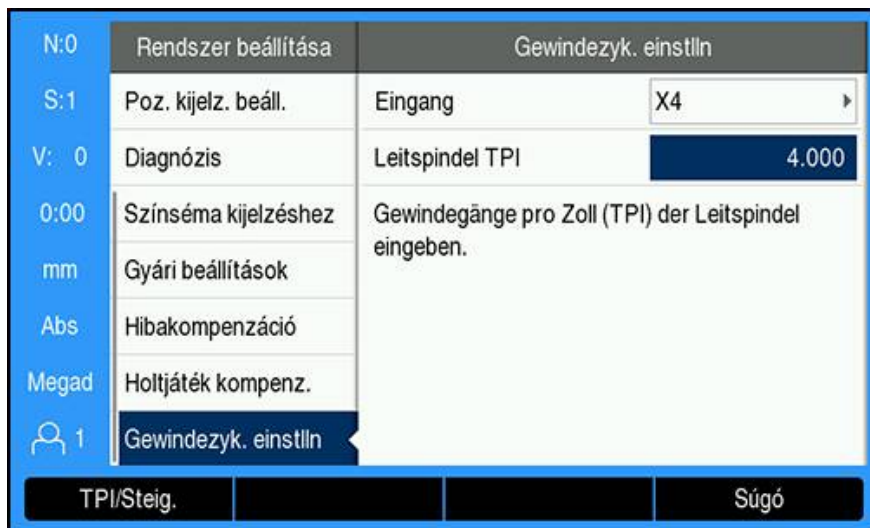 N:0
Rendszer beállítása
Gewindezyk. einstlln
S:1
Poz. kijelz. beáll.
Eingang
X4
V: 0
Diagnózis
Leitspindel TPI
4.000
0:00
Színséma kijelzéshez
Gewindegänge pro Zoll (TPI) der Leitspindel
eingeben.
mm
Gyári beállítások
Abs
Hibakompenzáció
Megad
Holtjáték kompenz.
1
Gewindezyk. einstlln
TPI/Steig.
Súgó